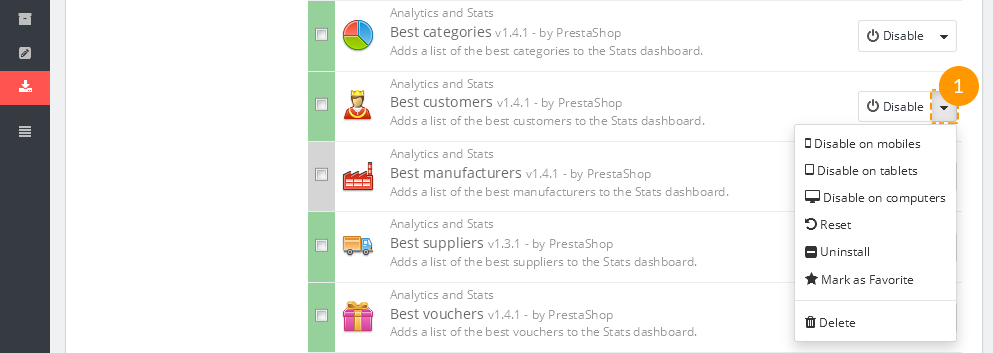 Analytics and Stats
Best categories v1.4.1 - by PrestaShop
Adds a list of the best categories to the Stats dashboard.
Disable
Analytics and Stats
Best customers v1.4.1 - by PrestaShop
Adds a list of the best customers to the Stats dashboard.
Disable
1
Disable on mobiles
Disable on tablets
Disable on computers
Reset
Uninstall
Mark as Favorite
Delete
Analytics and Stats
Best manufacturers v1.4.1 - by PrestaShop
Adds a list of the best manufacturers to the Stats dashboard.
Analytics and Stats
Best suppliers v1.3.1 - by PrestaShop
Adds a list of the best suppliers to the Stats dashboard.
Analytics and Stats
Best vouchers v1.4.1 - by PrestaShop
Adds a list of the best vouchers to the Stats dashboard.